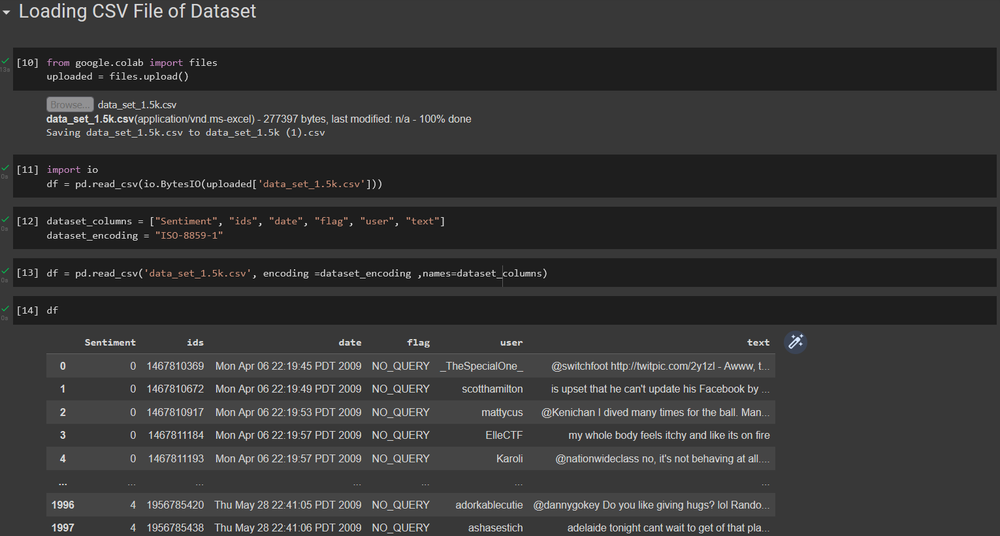 Loading CSV File of Dataset
13s
[10] from google.colab import files
uploaded = files.upload()
Browse... data_set_1.5k.csv
data_set_1.5k.csv(application/vnd.ms-excel) - 277397 bytes, last modified: n/a - 100% done
Saving data_set_1.5k.csv to data_set_1.5k (1).csv
[11] import io
0s
df = pd.read_csv(io.BytesIO(uploaded['data_set_1.5k.csv']))
[12] dataset_columns = ["Sentiment", "ids", "date", "flag", "user", "text"]
0s
dataset_encoding = "ISO-8859-1"
[13] df = pd.read_csv('data_set_1.5k.csv', encoding =dataset_encoding ,names=dataset_columns)
0s
[14] df
0s
Sentiment ids date flag user text
0 0 1467810369 Mon Apr 06 22:19:45 PDT 2009 NO_QUERY _TheSpecialOne_ @switchfoot http://twitpic.com/2y1zl - Awww, t...
1 0 1467810672 Mon Apr 06 22:19:49 PDT 2009 NO_QUERY scotthamilton is upset that he can't update his Facebook by ...
2 0 1467810917 Mon Apr 06 22:19:53 PDT 2009 NO_QUERY mattycus @Kenichan I dived many times for the ball. Man...
3 0 1467811184 Mon Apr 06 22:19:57 PDT 2009 NO_QUERY ElleCTF my whole body feels itchy and like its on fire
4 0 1467811193 Mon Apr 06 22:19:57 PDT 2009 NO_QUERY Karoli @nationwideclass no, it's not behaving at all....
... ... ... ... ... ... ...
1996 4 1956785420 Thu May 28 22:41:05 PDT 2009 NO_QUERY adorkablecutie @dannygokey Do you like giving hugs? lol Rando...
1997 4 1956785438 Thu May 28 22:41:06 PDT 2009 NO_QUERY ashasestich adelaide tonight cant wait to get of that pla...